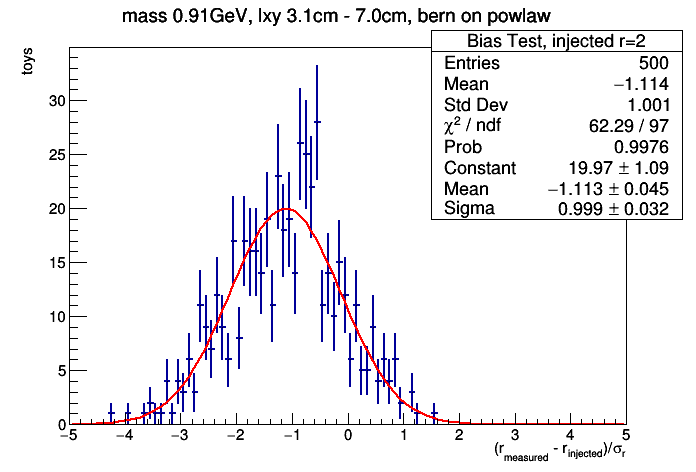 mass 0.91GeV, lxy 3.1cm - 7.0cm, bern on powlaw
Bias Test, injected r=2
Entries 500
Mean −1.114
Std Dev 1.001
χ² / ndf 62.29 / 97
Prob 0.9976
Constant 19.97 ± 1.09
Mean −1.113 ± 0.045
Sigma 0.999 ± 0.032
toys
30
25
20
15
10
5
0
−5 −4 −3 −2 −1 0 1 2 3 4 5
(r_measured - r_injected)/σ_r